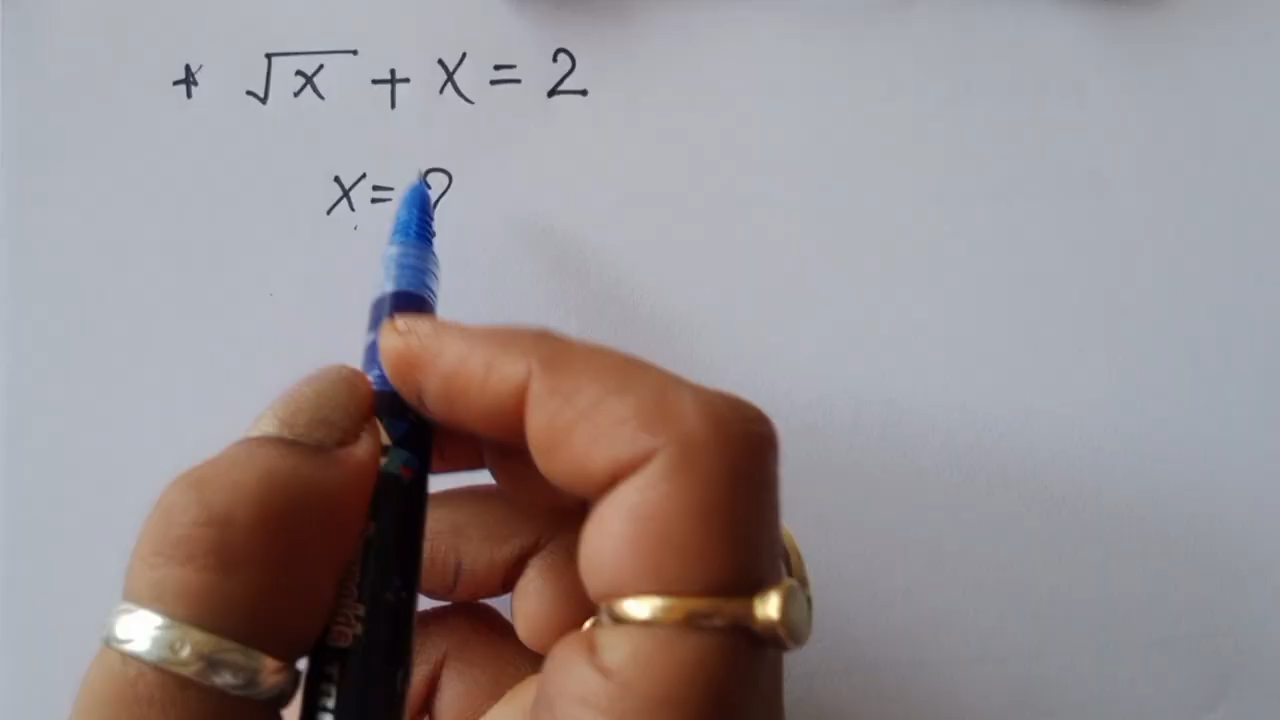 * √x + x = 2
x = ?